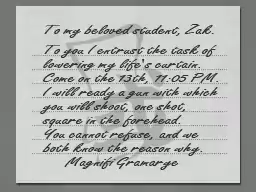 To my beloved student, Zak.
To you I entrust the task of
lowering my life's curtain.
Come on the 13th, 11:05 P.M.
I will ready a gun with which
you will shoot, one shot,
square in the forehead.
You cannot refuse, and we
both know the reason why.
Magnifi Gramarye